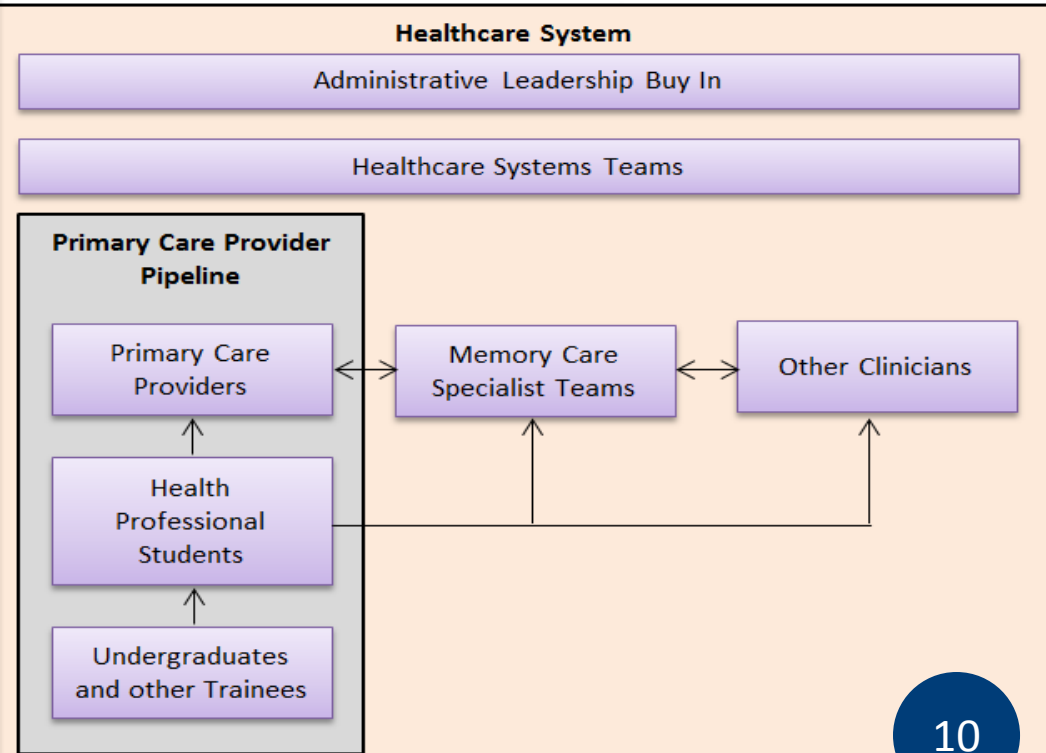 Healthcare System
Administrative Leadership Buy In
Healthcare Systems Teams
Primary Care Provider
Pipeline
Primary Care
Providers
Memory Care
Specialist Teams
Other Clinicians
Health
Professional
Students
Undergraduates
and other Trainees
10